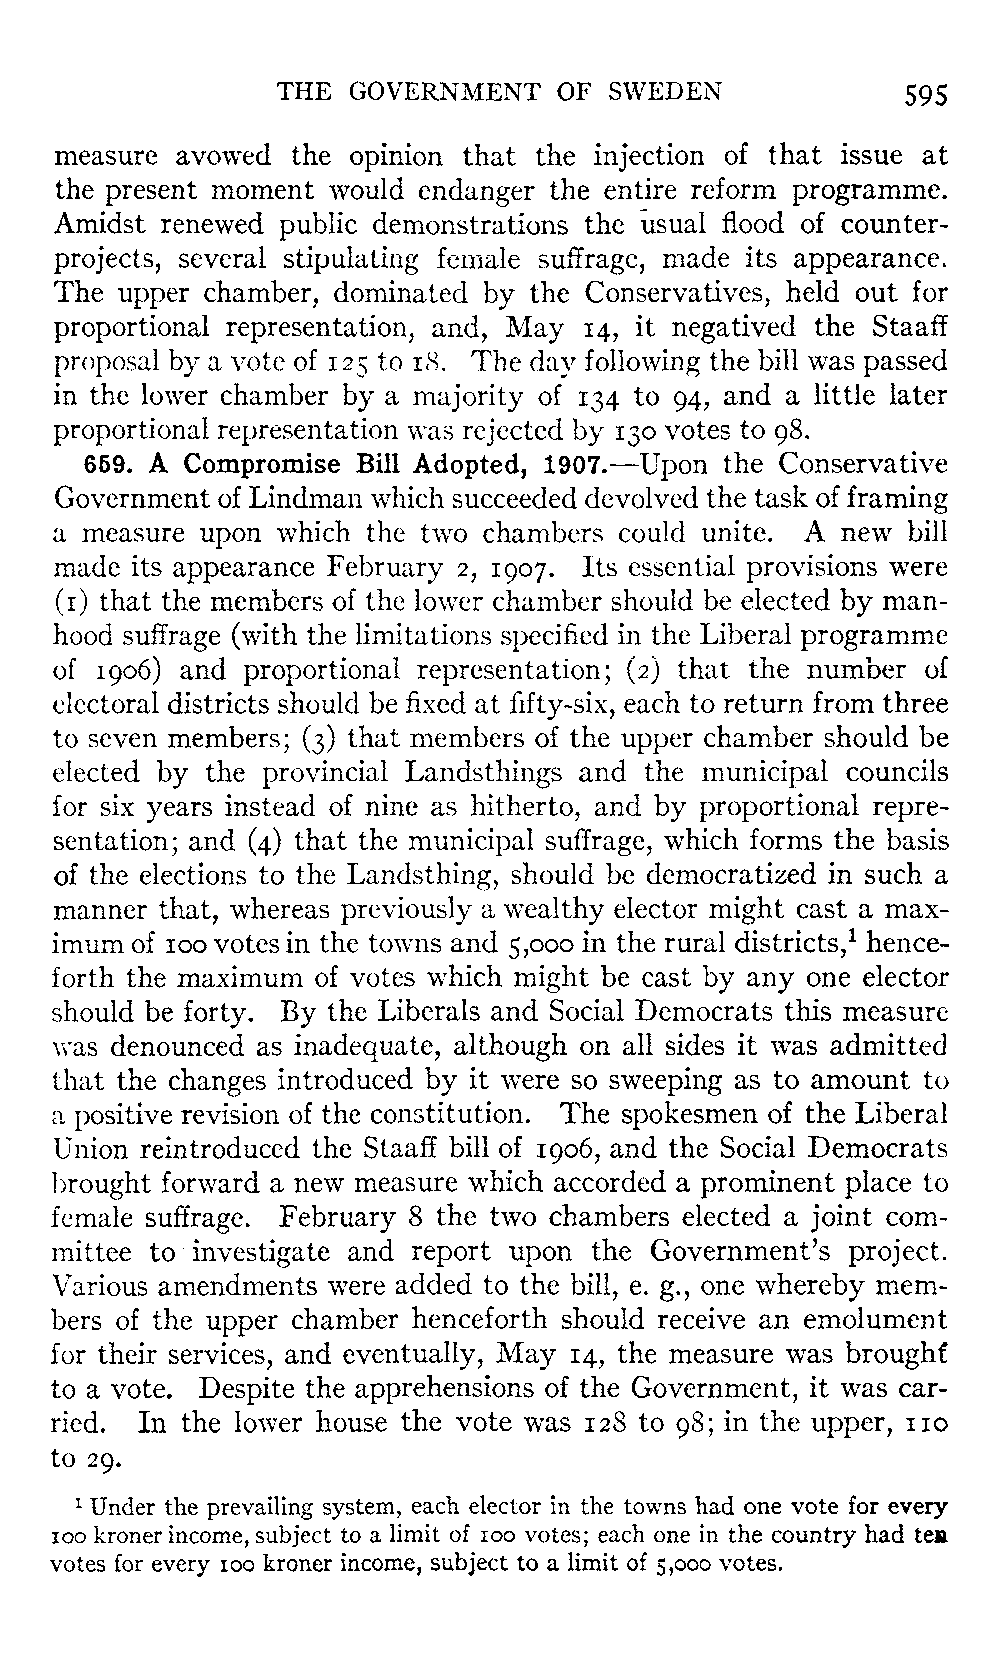 THE GOVERNMENT OF SWEDEN 595
measure avowed the opinion that the injection of that issue at
the present moment would endanger the entire reform programme.
Amidst renewed public demonstrations the usual flood of counter-
projects, several stipulating female suffrage, made its appearance.
The upper chamber, dominated by the Conservatives, held out for
proportional representation, and, May 14, it negatived the Staaff
proposal by a vote of 125 to 18. The day following the bill was passed
in the lower chamber by a majority of 134 to 94, and a little later
proportional representation was rejected by 130 votes to 98.
659. A Compromise Bill Adopted, 1907.—Upon the Conservative
Government of Lindman which succeeded devolved the task of framing
a measure upon which the two chambers could unite. A new bill
made its appearance February 2, 1907. Its essential provisions were
(1) that the members of the lower chamber should be elected by man-
hood suffrage (with the limitations specified in the Liberal programme
of 1906) and proportional representation; (2) that the number of
electoral districts should be fixed at fifty-six, each to return from three
to seven members; (3) that members of the upper chamber should be
elected by the provincial Landsthings and the municipal councils
for six years instead of nine as hitherto, and by proportional repre-
sentation; and (4) that the municipal suffrage, which forms the basis
of the elections to the Landsthing, should be democratized in such a
manner that, whereas previously a wealthy elector might cast a max-
imum of 100 votes in the towns and 5,000 in the rural districts,¹ hence-
forth the maximum of votes which might be cast by any one elector
should be forty. By the Liberals and Social Democrats this measure
was denounced as inadequate, although on all sides it was admitted
that the changes introduced by it were so sweeping as to amount to
a positive revision of the constitution. The spokesmen of the Liberal
Union reintroduced the Staaff bill of 1906, and the Social Democrats
brought forward a new measure which accorded a prominent place to
female suffrage. February 8 the two chambers elected a joint com-
mittee to investigate and report upon the Government's project.
Various amendments were added to the bill, e. g., one whereby mem-
bers of the upper chamber henceforth should receive an emolument
for their services, and eventually, May 14, the measure was brought
to a vote. Despite the apprehensions of the Government, it was car-
ried. In the lower house the vote was 128 to 98; in the upper, 110
to 29.
¹ Under the prevailing system, each elector in the towns had one vote for every
100 kroner income, subject to a limit of 100 votes; each one in the country had ten
votes for every 100 kroner income, subject to a limit of 5,000 votes.